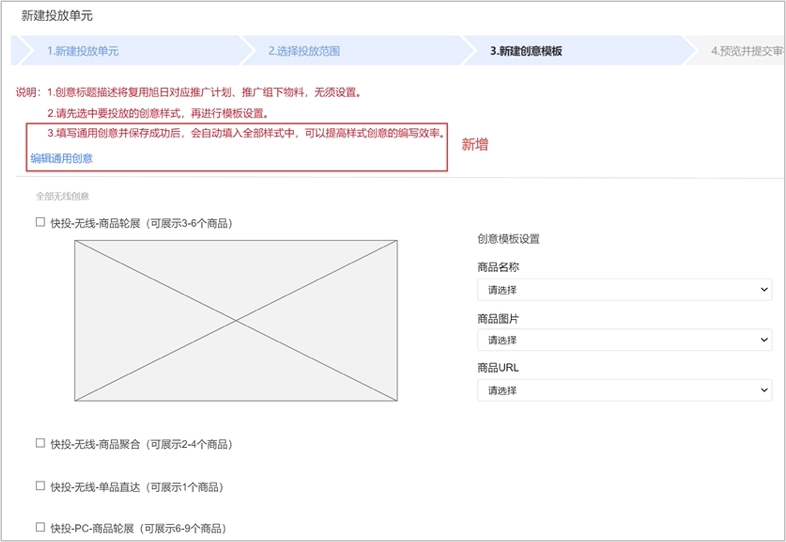 新建投放单元
1.新建投放单元
2.选择投放范围
3.新建创意模板
4.预览并提交审
说明：1.创意标题描述将复用旭日对应推广计划、推广组下物料，无须设置。
2.请先选中要投放的创意样式，再进行模板设置。
3.填写通用创意并保存成功后，会自动填入全部样式中，可以提高样式创意的编写效率。
新增
编辑通用创意
全部无线创意
快投-无线-商品轮展（可展示3-6个商品）
创意模板设置
商品名称
请选择
商品图片
请选择
商品URL
请选择
快投-无线-商品聚合（可展示2-4个商品）
快投-无线-单品直达（可展示1个商品）
快投-PC-商品轮展（可展示6-9个商品）